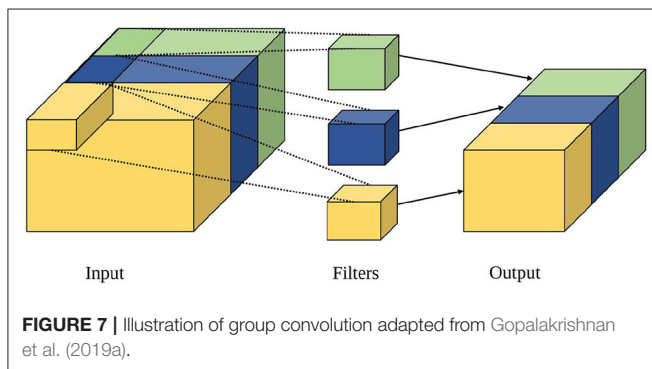 Input Filters Output
FIGURE 7 | Illustration of group convolution adapted from Gopalakrishnan
et al. (2019a).